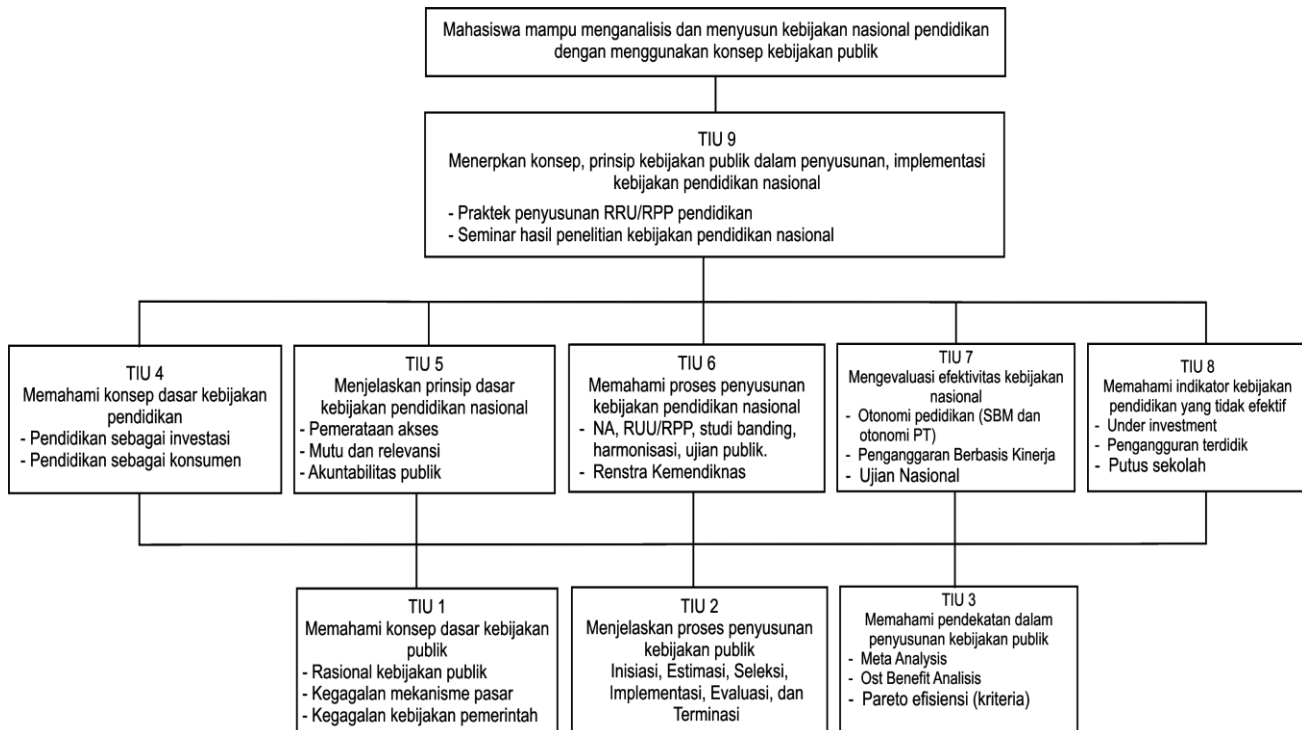 Mahasiswa mampu menganalisis dan menyusun kebijakan nasional pendidikan
dengan menggunakan konsep kebijakan publik
TIU 9
Menerpkan konsep, prinsip kebijakan publik dalam penyusunan, implementasi
kebijakan pendidikan nasional
- Praktek penyusunan RRU/RPP pendidikan
- Seminar hasil penelitian kebijakan pendidikan nasional
TIU 4
Memahami konsep dasar kebijakan
pendidikan
- Pendidikan sebagai investasi
- Pendidikan sebagai konsumen
TIU 5
Menjelaskan prinsip dasar
kebijakan pendidikan nasional
- Pemerataan akses
- Mutu dan relevansi
- Akuntabilitas publik
TIU 6
Memahami proses penyusunan
kebijakan pendidikan nasional
- NA, RUU/RPP, studi banding,
harmonisasi, ujian publik.
- Renstra Kemendiknas
TIU 7
Mengevaluasi efektivitas kebijakan
nasional
- Otonomi pedidikan (SBM dan
otonomi PT)
- Penganggaran Berbasis Kinerja
- Ujian Nasional
TIU 8
Memahami indikator kebijakan
pendidikan yang tidak efektif
- Under investment
- Pengangguran terdidik
- Putus sekolah
TIU 1
Memahami konsep dasar kebijakan
publik
- Rasional kebijakan publik
- Kegagalan mekanisme pasar
- Kegagalan kebijakan pemerintah
TIU 2
Menjelaskan proses penyusunan
kebijakan publik
Inisiasi, Estimasi, Seleksi,
Implementasi, Evaluasi, dan
Terminasi
TIU 3
Memahami pendekatan dalam
penyusunan kebijakan publik
- Meta Analysis
- Ost Benefit Analisis
- Pareto efisiensi (kriteria)